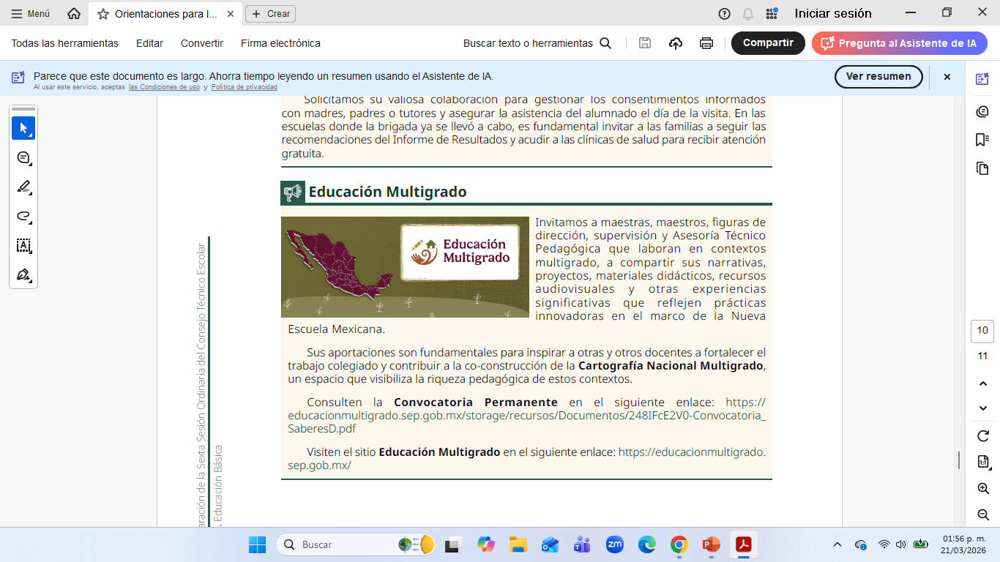 Menú
Orientaciones para l...
Crear
Iniciar sesión
Todas las herramientas
Editar
Convertir
Firma electrónica
Buscar texto o herramientas
Compartir
Pregunta al Asistente de IA
Parece que este documento es largo. Ahorra tiempo leyendo un resumen usando el Asistente de IA.
Al usar este servicio, aceptas las Condiciones de uso y Política de privacidad
Ver resumen
Solicitamos su valiosa colaboración para gestionar los consentimientos informados
con madres, padres o tutores y asegurar la asistencia del alumnado el día de la visita. En las
escuelas donde la brigada ya se llevó a cabo, es fundamental invitar a las familias a seguir las
recomendaciones del Informe de Resultados y acudir a las clínicas de salud para recibir atención
gratuita.
Educación Multigrado
Educación
Multigrado
Invitamos a maestras, maestros, figuras de
dirección, supervisión y Asesoría Técnico
Pedagógica que laboran en contextos
multigrado, a compartir sus narrativas,
proyectos, materiales didácticos, recursos
audiovisuales y otras experiencias
significativas que reflejen prácticas
innovadoras en el marco de la Nueva
Escuela Mexicana.
Sus aportaciones son fundamentales para inspirar a otras y otros docentes a fortalecer el
trabajo colegiado y contribuir a la co-construcción de la Cartografía Nacional Multigrado,
un espacio que visibiliza la riqueza pedagógica de estos contextos.
Consulten la Convocatoria Permanente en el siguiente enlace: https://
educacionmultigrado.sep.gob.mx/storage/recursos/Documentos/248IFcE2V0-Convocatoria_
SaberesD.pdf
Visiten el sitio Educación Multigrado en el siguiente enlace: https://educacionmultigrado.
sep.gob.mx/
aración de la Sexta Sesión Ordinaria del Consejo Técnico Escolar
. Educación Básica
10
11
1:1
Buscar
zm
01:56 p. m.
21/03/2026